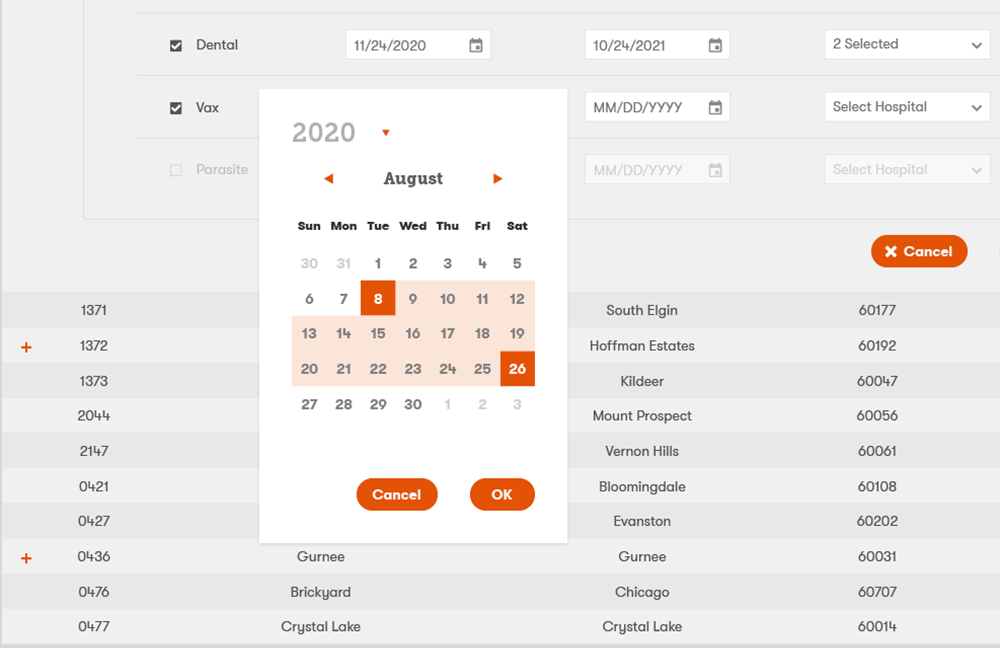 Dental 11/24/2020 10/24/2021 2 Selected
Vax MM/DD/YYYY Select Hospital
Parasite MM/DD/YYYY Select Hospital
2020
August
Sun Mon Tue Wed Thu Fri Sat
30 31 1 2 3 4 5
6 7 8 9 10 11 12
13 14 15 16 17 18 19
20 21 22 23 24 25 26
27 28 29 30 1 2 3
Cancel OK
Cancel
1371 South Elgin 60177
1372 Hoffman Estates 60192
1373 Kildeer 60047
2044 Mount Prospect 60056
2147 Vernon Hills 60061
0421 Bloomingdale 60108
0427 Evanston 60202
0436 Gurnee Gurnee 60031
0476 Brickyard Chicago 60707
0477 Crystal Lake Crystal Lake 60014